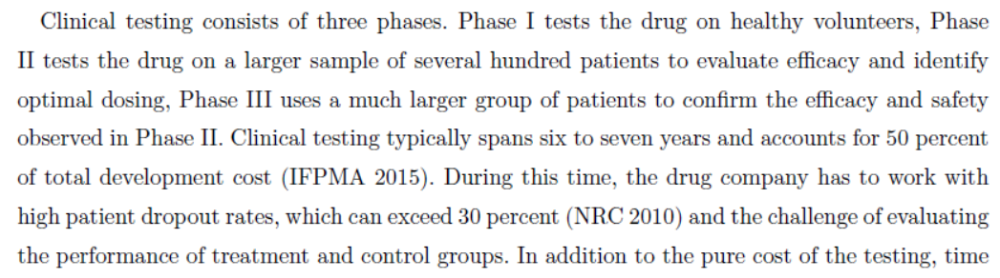 Clinical testing consists of three phases. Phase I tests the drug on healthy volunteers, Phase
II tests the drug on a larger sample of several hundred patients to evaluate efficacy and identify
optimal dosing, Phase III uses a much larger group of patients to confirm the efficacy and safety
observed in Phase II. Clinical testing typically spans six to seven years and accounts for 50 percent
of total development cost (IFPMA 2015). During this time, the drug company has to work with
high patient dropout rates, which can exceed 30 percent (NRC 2010) and the challenge of evaluating
the performance of treatment and control groups. In addition to the pure cost of the testing, time